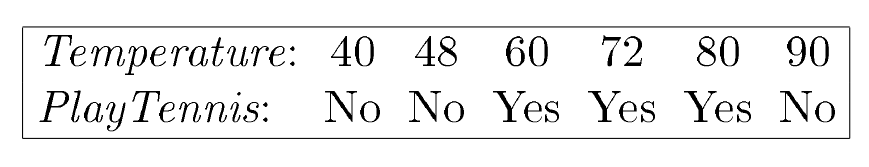 Temperature: 40 48 60 72 80 90
PlayTennis: No No Yes Yes Yes No